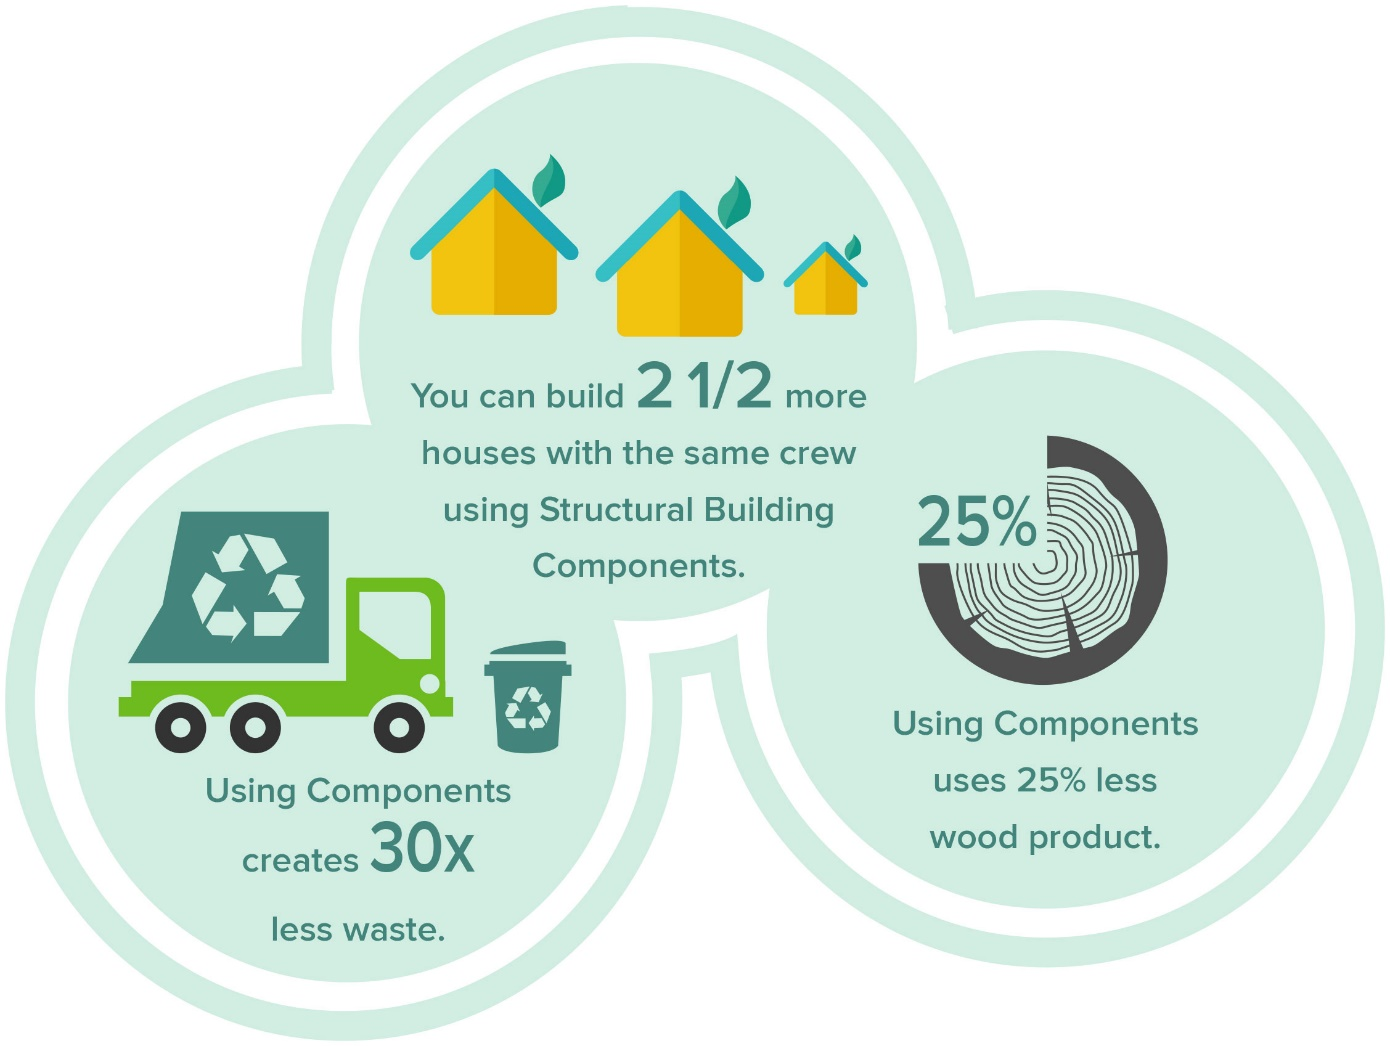 You can build 2 1/2 more
houses with the same crew
using Structural Building
Components.
25%
Using Components
uses 25% less
wood product.
Using Components
creates 30x
less waste.